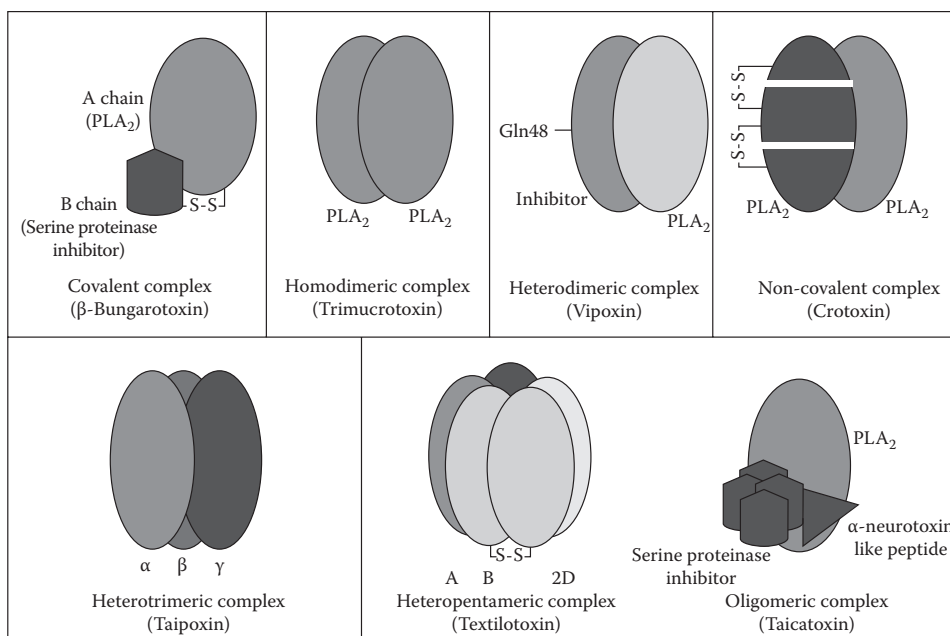 A chain
(PLA₂)
B chain
(Serine proteinase
inhibitor)
S-S
Covalent complex
(β-Bungarotoxin)
PLA₂ PLA₂
Homodimeric complex
(Trimucrotoxin)
Gln48
Inhibitor
PLA₂
Heterodimeric complex
(Vipoxin)
S-S
S-S
PLA₂ PLA₂
Non-covalent complex
(Crotoxin)
α β γ
Heterotrimeric complex
(Taipoxin)
S-S
A B 2D
Heteropentameric complex
(Textilotoxin)
PLA₂
α-neurotoxin
like peptide
Serine proteinase
inhibitor
Oligomeric complex
(Taicatoxin)